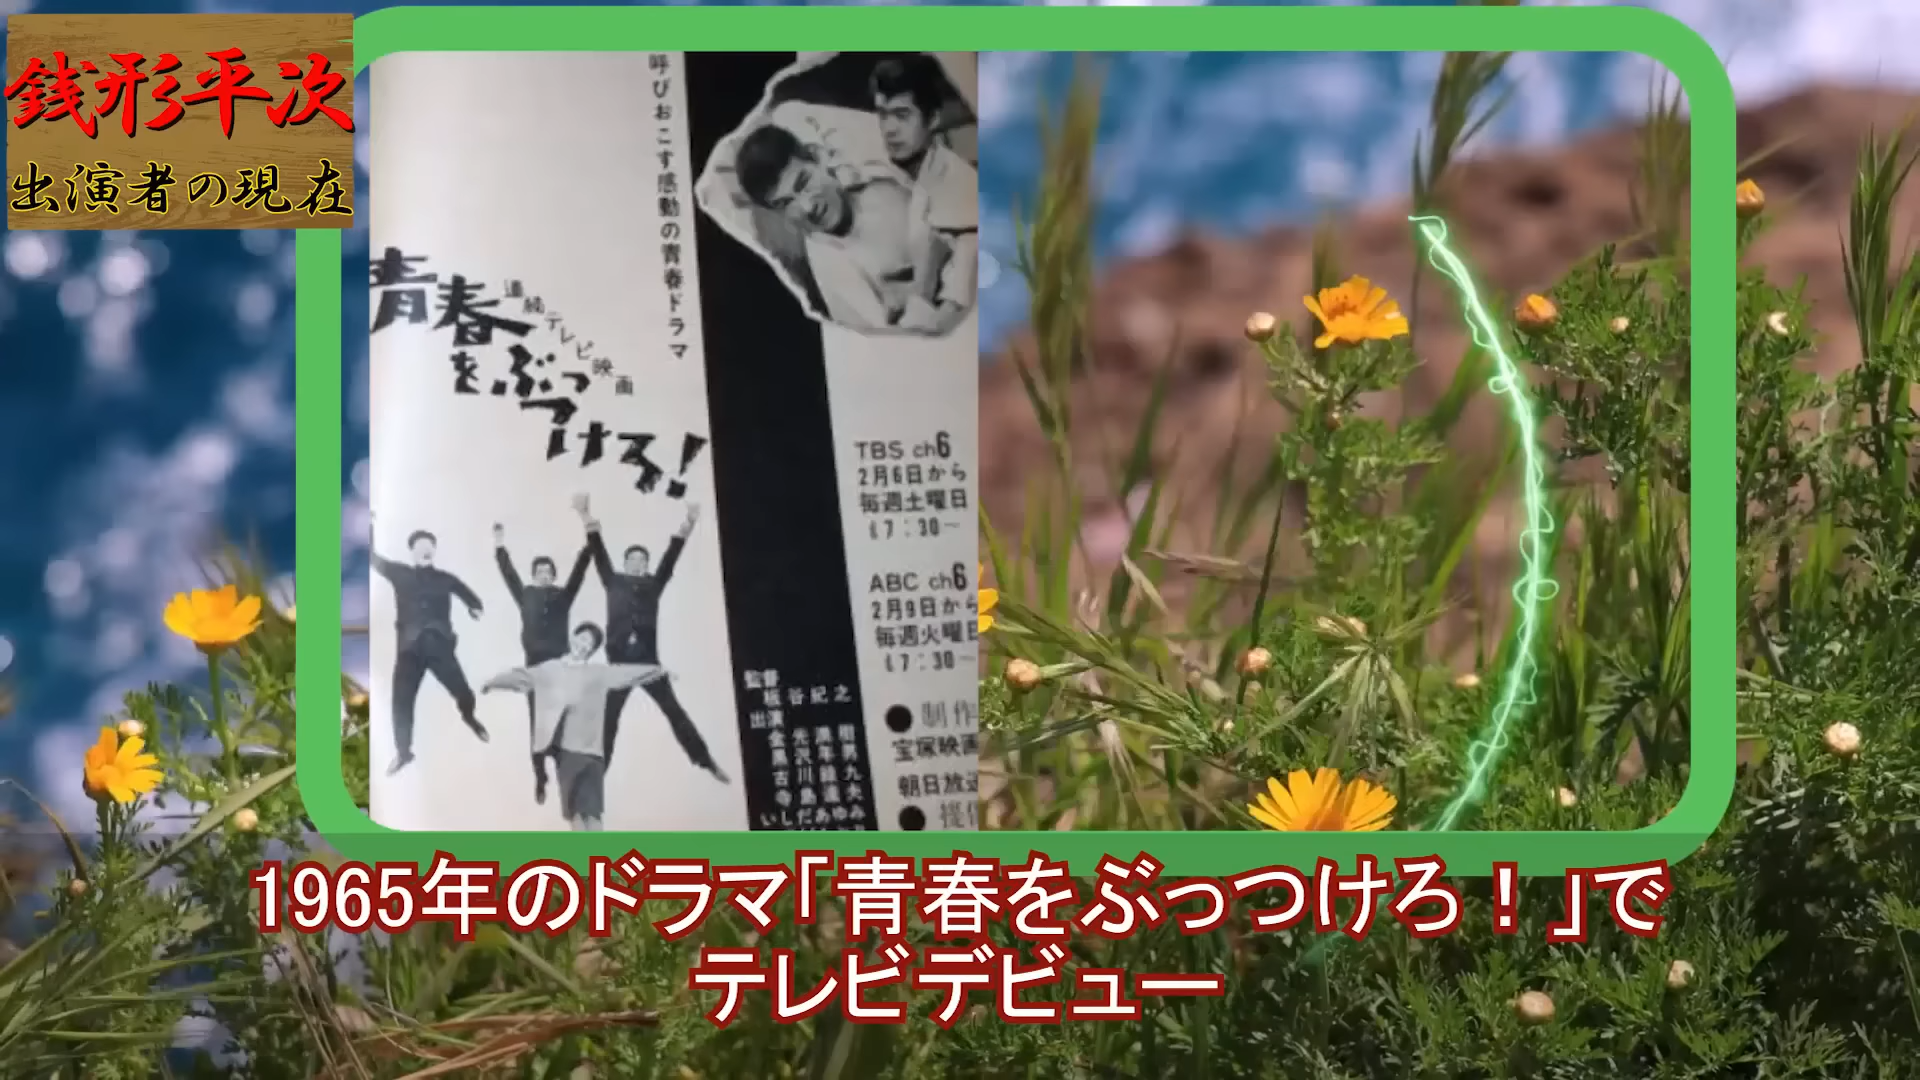 銭形平次
出演者の現在
呼びおこす感動の青春ドラマ
連続テレビ映画
青春
をぶっ
つけろ!
TBS ch6
2月6日から
毎週土曜日
(7:30~
ABC ch6
2月9日から
毎週火曜日
(7:30~
監督
板谷紀之
出演
●制作
宝塚映画
朝日放送
●提供
1965年のドラマ「青春をぶっつけろ！」で
テレビデビュー